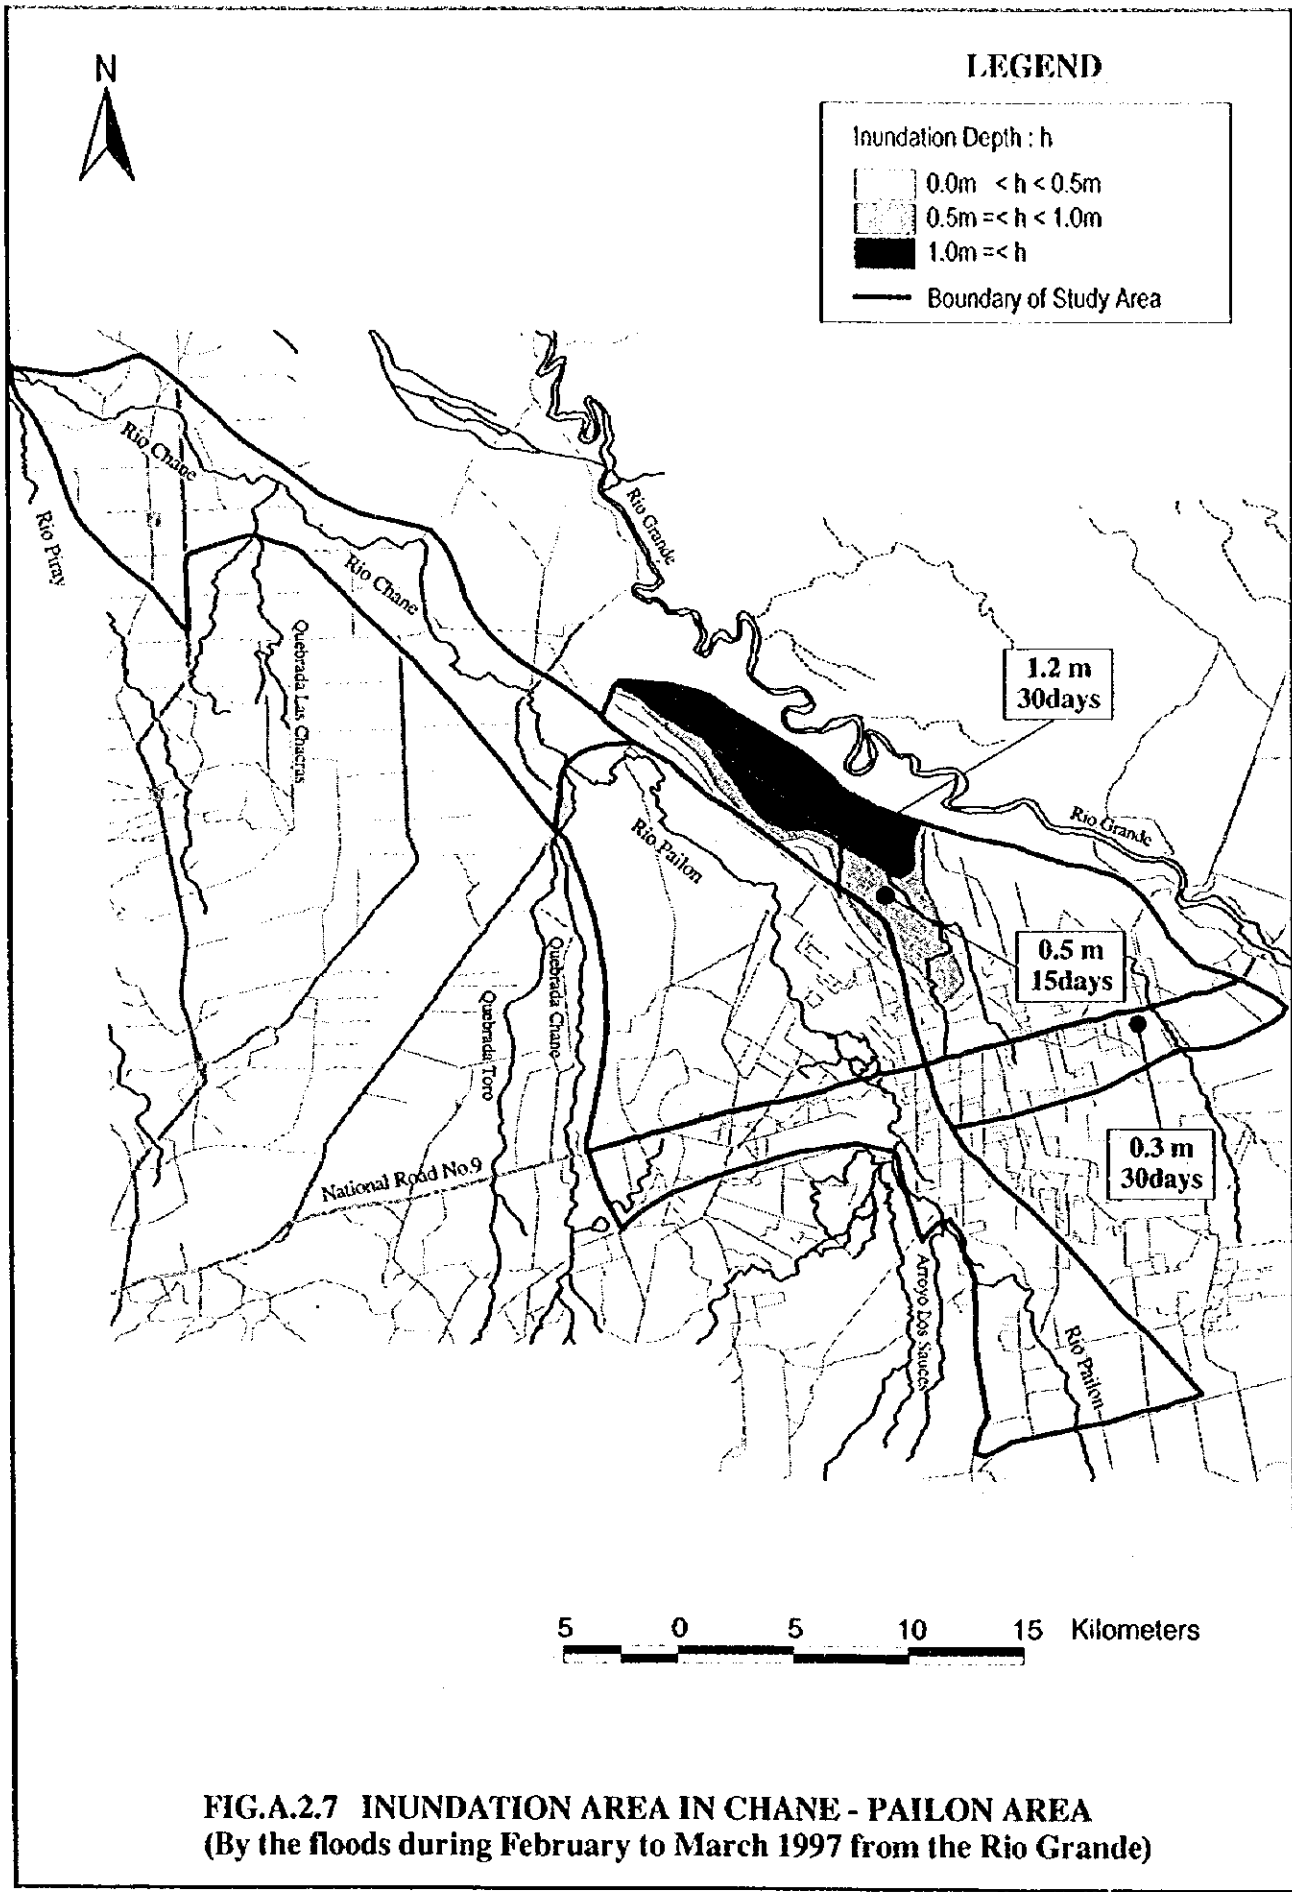 N
LEGEND
Inundation Depth : h
0.0m < h < 0.5m
0.5m =< h < 1.0m
1.0m =< h
Boundary of Study Area
Rio Chane
Rio Piray
Rio Grande
Rio Chane
Quebrada Las Chacras
1.2 m
30days
Rio Grande
Rio Pailon
0.5 m
15days
Quebrada Chane
Quebrada Toro
0.3 m
30days
National Road No.9
Arroyo Dos Sauces
Rio Pailon
5 0 5 10 15 Kilometers
FIG.A.2.7 INUNDATION AREA IN CHANE - PAILON AREA
(By the floods during February to March 1997 from the Rio Grande)